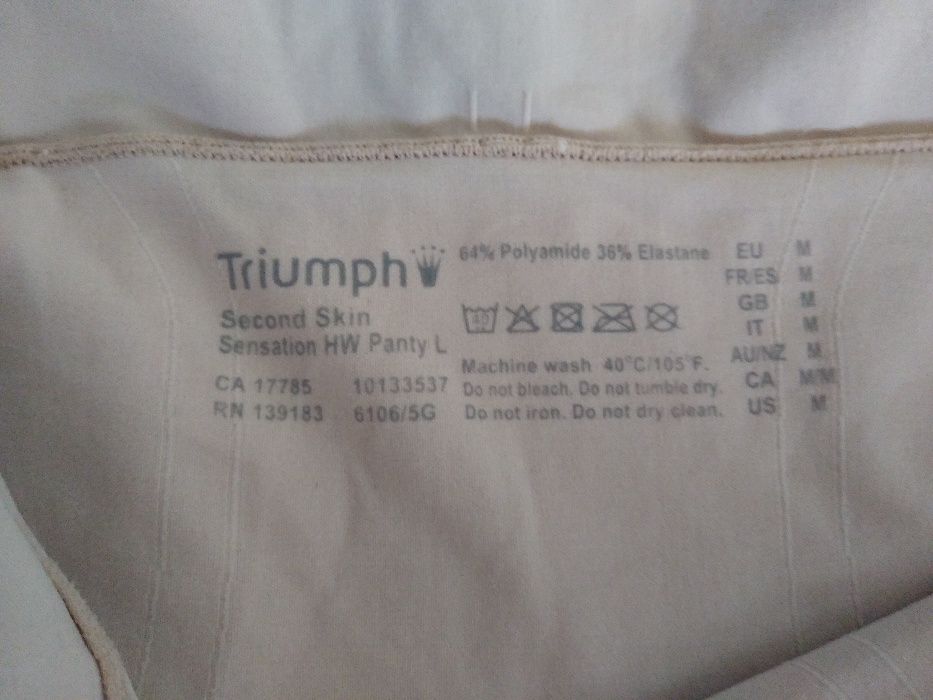 Triumph
Second Skin
Sensation HW Panty L
CA 17785 10133537
RN 139183 6106/5G
64% Polyamide 36% Elastane
40
Machine wash 40°C/105°F.
Do not bleach. Do not tumble dry.
Do not iron. Do not dry clean.
EU M
FR/ES M
GB M
IT M
AU/NZ M
CA M/M
US M